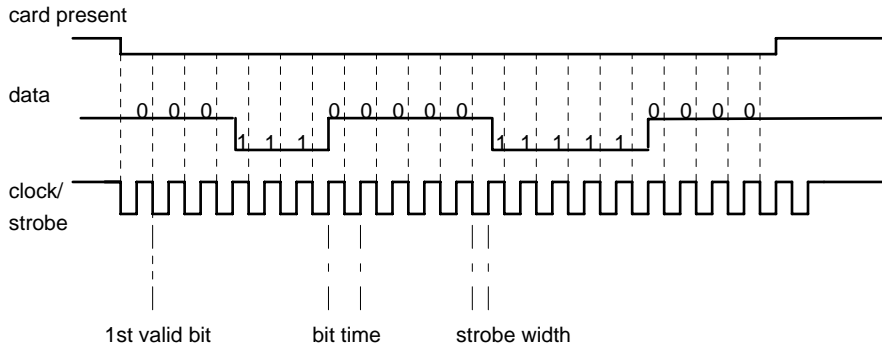 card present
data
0 0 0 1 1 1 0 0 0 0 0 1 1 1 1 1 0 0 0 0
clock/
strobe
1st valid bit bit time strobe width